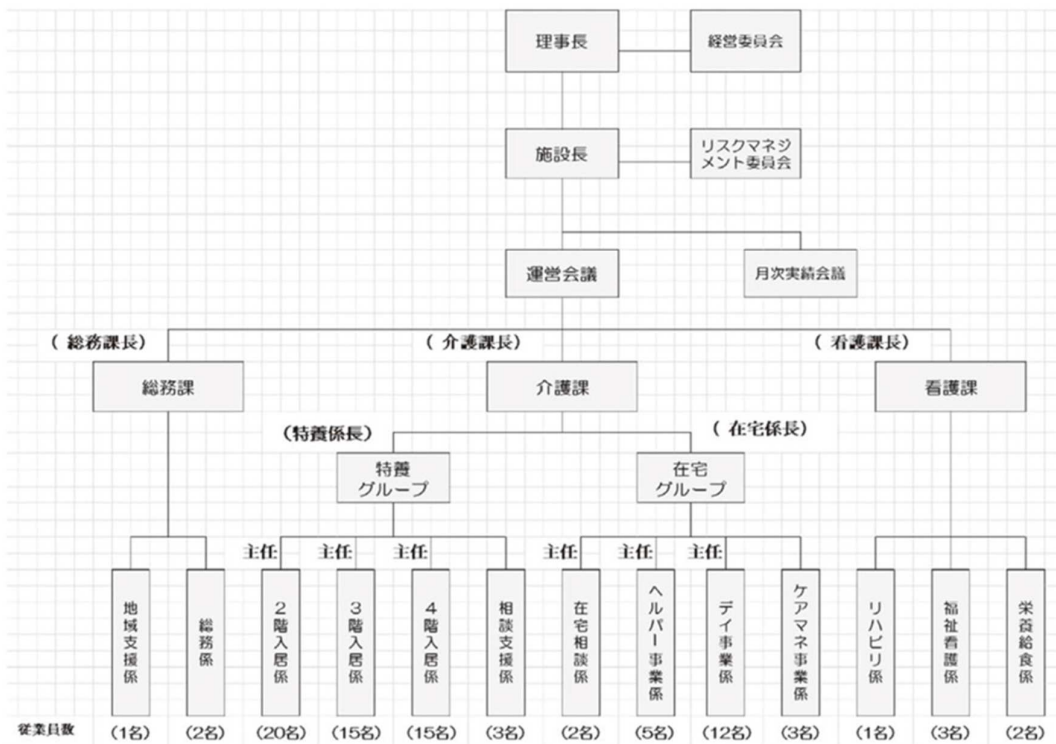 理事長
経営委員会
施設長
リスクマネジ
メント委員会
運営会議
月次実績会議
( 総務課長)
( 介護課長)
( 看護課長)
総務課
介護課
看護課
(特養係長)
( 在宅係長)
特養
グループ
在宅
グループ
主任
主任
主任
主任
主任
主任
地域支援係
総務係
2階入居係
3階入居係
4階入居係
相談支援係
在宅相談係
ヘルパー事業係
デイ事業係
ケアマネ事業係
リハビリ係
福祉看護係
栄養給食係
従業員数 (1名) (2名) (20名) (15名) (15名) (3名) (2名) (5名) (12名) (3名) (1名) (3名) (2名)